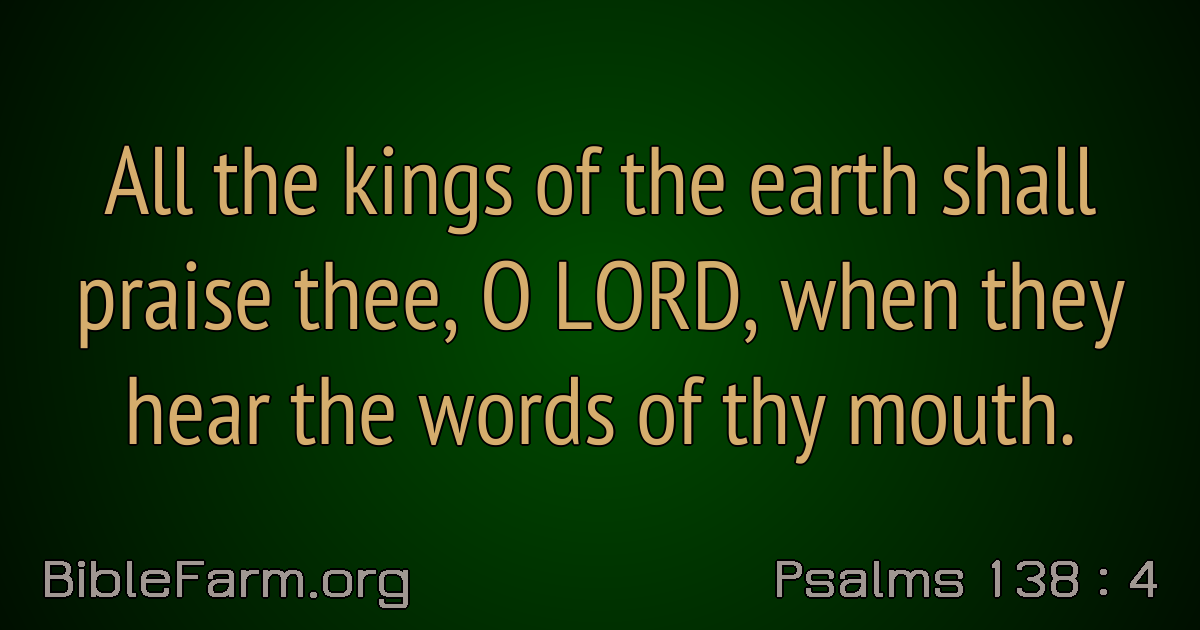 All the kings of the earth shall
praise thee, O LORD, when they
hear the words of thy mouth.
BibleFarm.org
Psalms 138 : 4